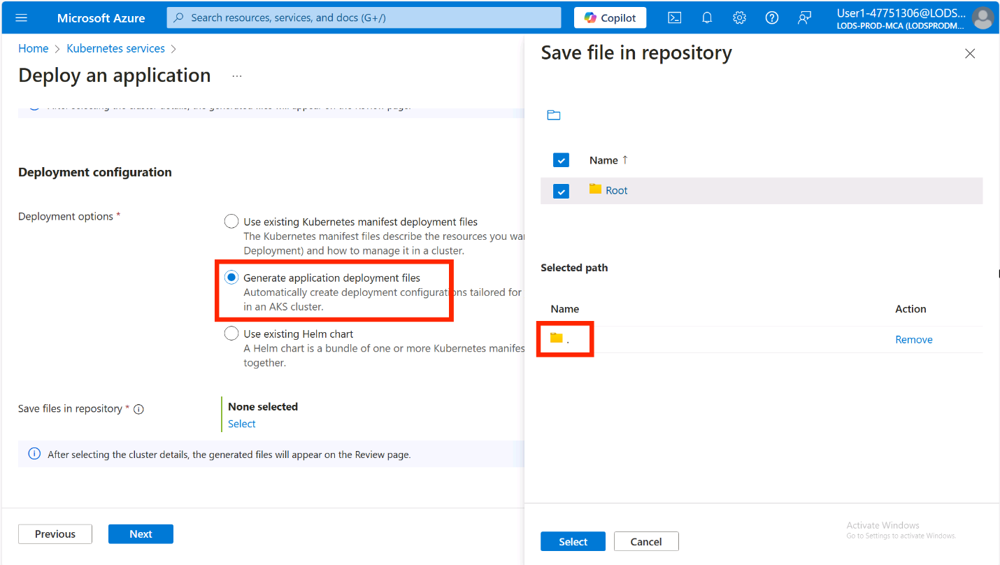 Microsoft Azure
Search resources, services, and docs (G+/)
Copilot
User1-47751306@LODS...
LODS-PROD-MCA (LODSPRODM...
Home > Kubernetes services >
Deploy an application ...
After selecting the cluster details, the generated files will appear on the Review page.
Deployment configuration
Deployment options *
Use existing Kubernetes manifest deployment files
The Kubernetes manifest files describe the resources you
Deployment) and how to manage it in a cluster.
Generate application deployment files
Automatically create deployment configurations tailored for
in an AKS cluster.
Use existing Helm chart
A Helm chart is a bundle of one or more Kubernetes
together.
Save files in repository *
None selected
Select
After selecting the cluster details, the generated files will appear on the Review page.
Previous
Next
Save file in repository
Name ↑
Root
Selected path
Name
Action
.
Remove
Select
Cancel
Activate Windows
Go to Settings to activate Windows.